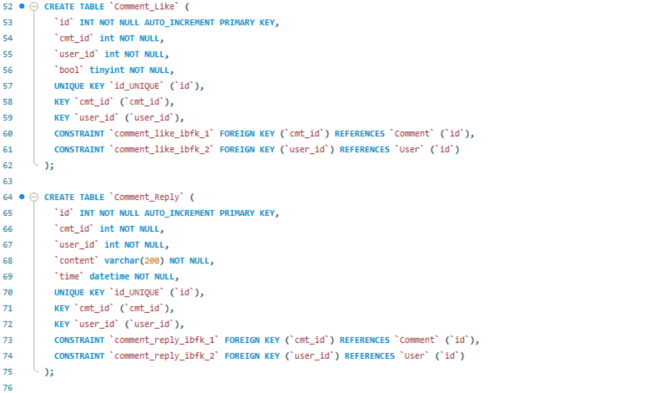 52 CREATE TABLE `Comment_Like` (
53 `id` INT NOT NULL AUTO_INCREMENT PRIMARY KEY,
54 `cmt_id` int NOT NULL,
55 `user_id` int NOT NULL,
56 `bool` tinyint NOT NULL,
57 UNIQUE KEY `id_UNIQUE` (`id`),
58 KEY `cmt_id` (`cmt_id`),
59 KEY `user_id` (`user_id`),
60 CONSTRAINT `comment_like_ibfk_1` FOREIGN KEY (`cmt_id`) REFERENCES `Comment` (`id`),
61 CONSTRAINT `comment_like_ibfk_2` FOREIGN KEY (`user_id`) REFERENCES `User` (`id`)
62 );
63
64 CREATE TABLE `Comment_Reply` (
65 `id` INT NOT NULL AUTO_INCREMENT PRIMARY KEY,
66 `cmt_id` int NOT NULL,
67 `user_id` int NOT NULL,
68 `content` varchar(200) NOT NULL,
69 `time` datetime NOT NULL,
70 UNIQUE KEY `id_UNIQUE` (`id`),
71 KEY `cmt_id` (`cmt_id`),
72 KEY `user_id` (`user_id`),
73 CONSTRAINT `comment_reply_ibfk_1` FOREIGN KEY (`cmt_id`) REFERENCES `Comment` (`id`),
74 CONSTRAINT `comment_reply_ibfk_2` FOREIGN KEY (`user_id`) REFERENCES `User` (`id`)
75 );
76